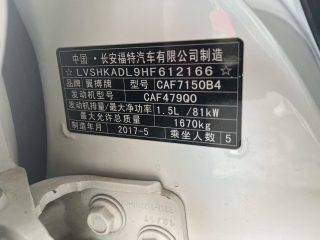 中国·长安福特汽车有限公司制造
☆LVSHKADL9HF612166☆
品牌 翼搏牌 型号 CAF7150B4
发动机型号 CAF479Q0
发动机排量/最大净功率 1.5L /81kW
最大允许总质量 1670kg
制造年月 2017-5 乘坐人数 5